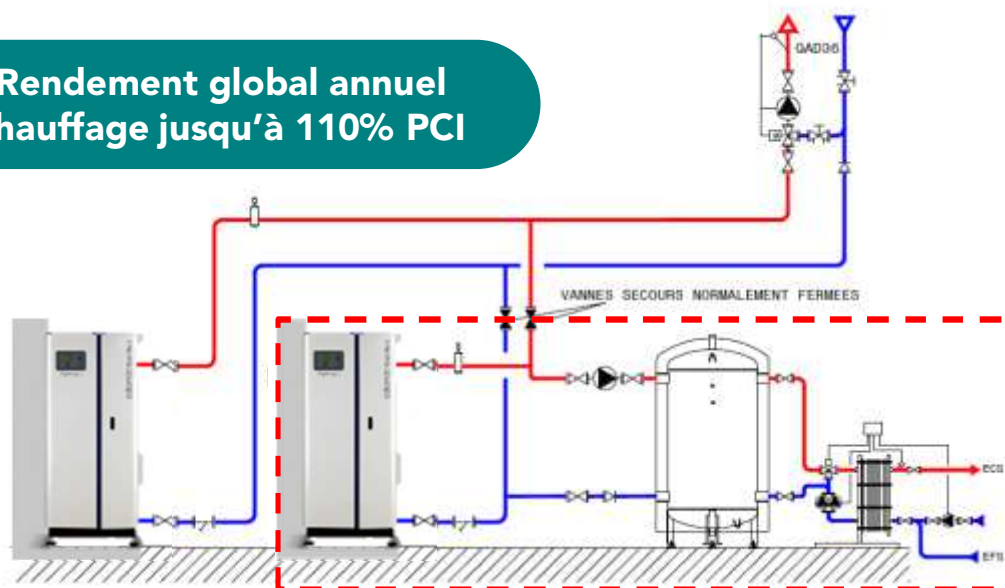 Rendement global annuel
hauffage jusqu'à 110% PCI
QAD36
VANNES SECOURS NORMALEMENT FERMEES
ECS
EFS